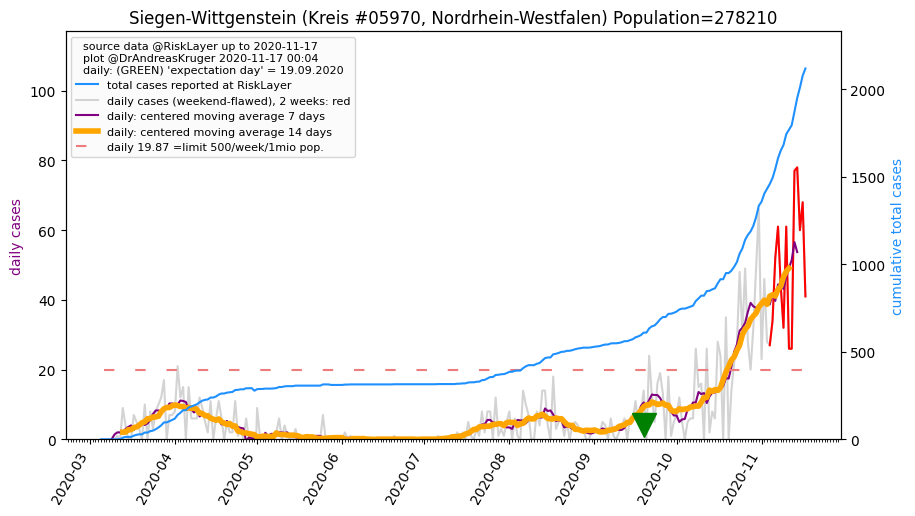 Siegen-Wittgenstein (Kreis #05970, Nordrhein-Westfalen) Population=278210
source data @RiskLayer up to 2020-11-17
plot @DrAndreasKruger 2020-11-17 00:04
daily: (GREEN) 'expectation day' = 19.09.2020
total cases reported at RiskLayer
daily cases (weekend-flawed), 2 weeks: red
daily: centered moving average 7 days
daily: centered moving average 14 days
daily 19.87 =limit 500/week/1mio pop.
daily cases
100
80
60
40
20
0
cumulative total cases
2000
1500
1000
500
0
2020-03
2020-04
2020-05
2020-06
2020-07
2020-08
2020-09
2020-10
2020-11